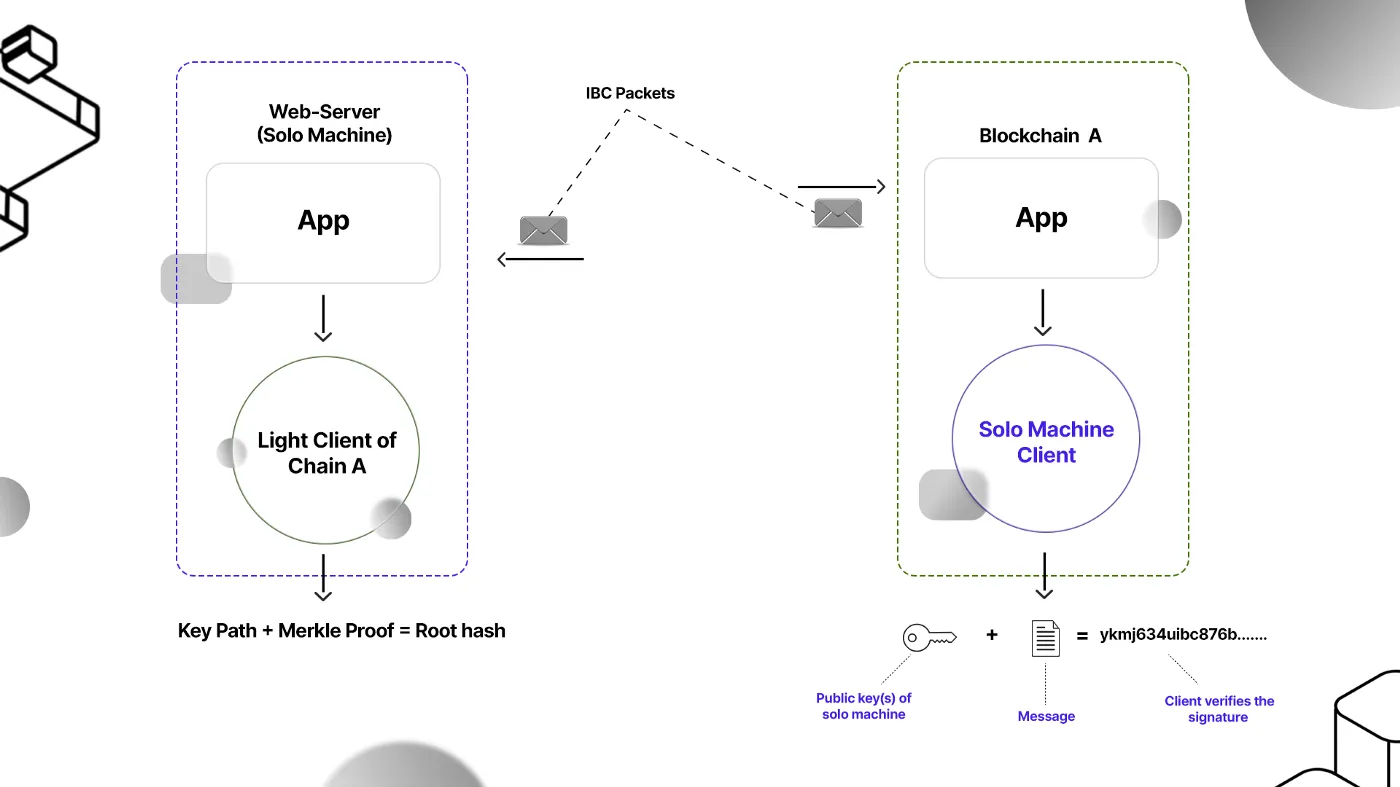 IBC Packets
Web-Server
(Solo Machine)
App
Light Client of
Chain A
Key Path + Merkle Proof = Root hash
Blockchain A
App
Solo Machine
Client
+
= ykmj634uibc876b.......
Public key(s) of
solo machine
Message
Client verifies the
signature